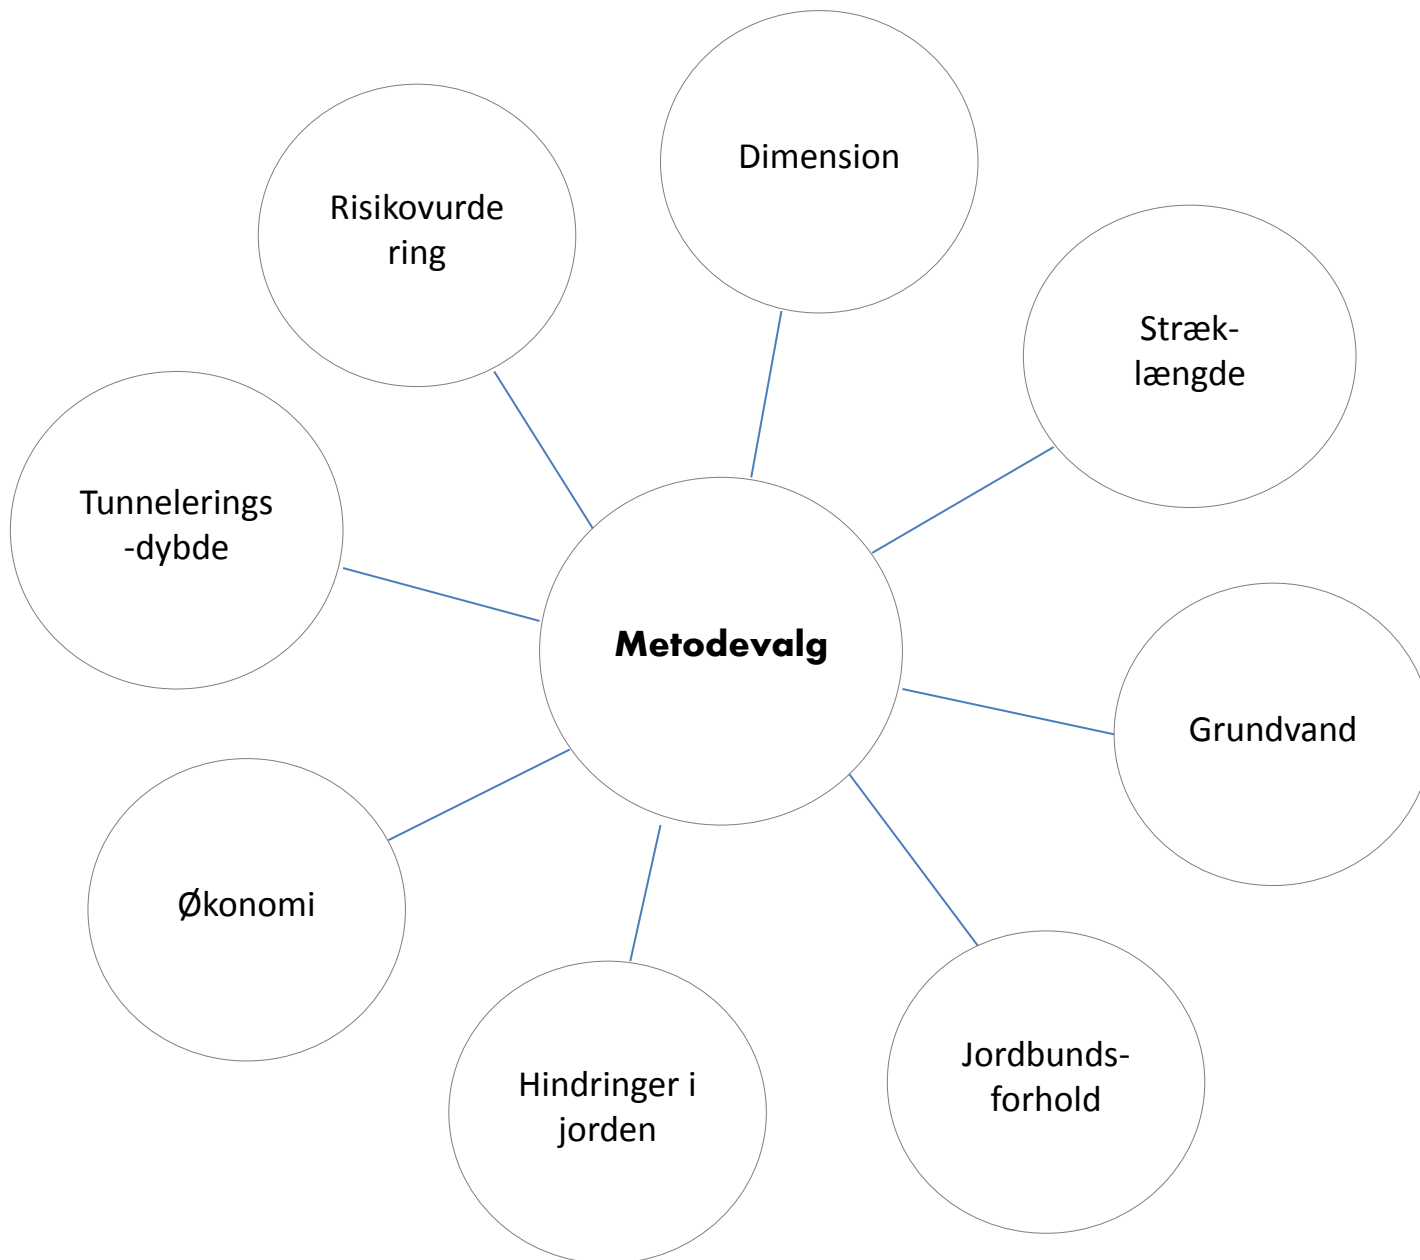 Dimension
Risikovurde
ring
Stræk-
længde
Tunnelerings
-dybde
Metodevalg
Grundvand
Økonomi
Jordbunds-
forhold
Hindringer i
jorden